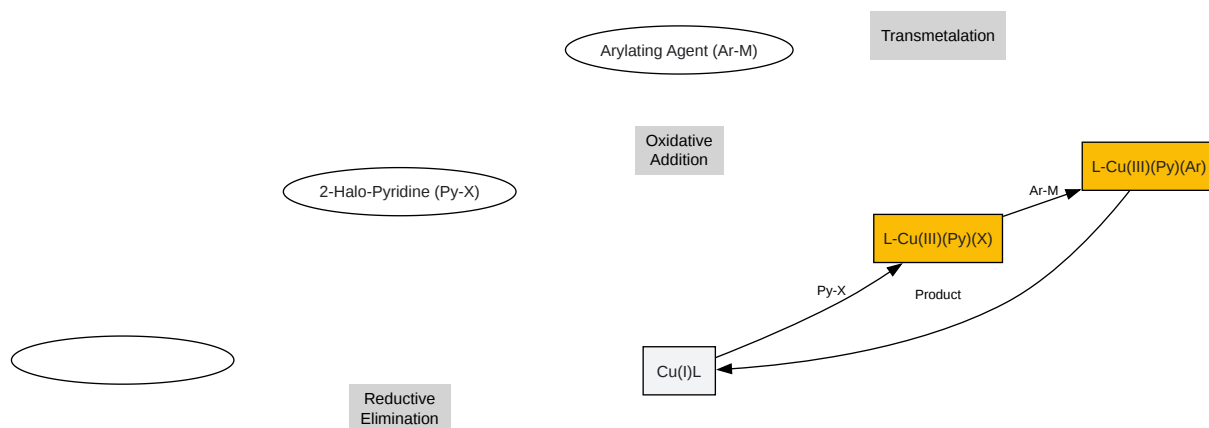 Arylating Agent (Ar-M)
Transmetalation
Oxidative
Addition
L-Cu(III)(Py)(Ar)
2-Halo-Pyridine (Py-X)
Ar-M
L-Cu(III)(Py)(X)
Py-X
Product
Cu(I)L
Reductive
Elimination